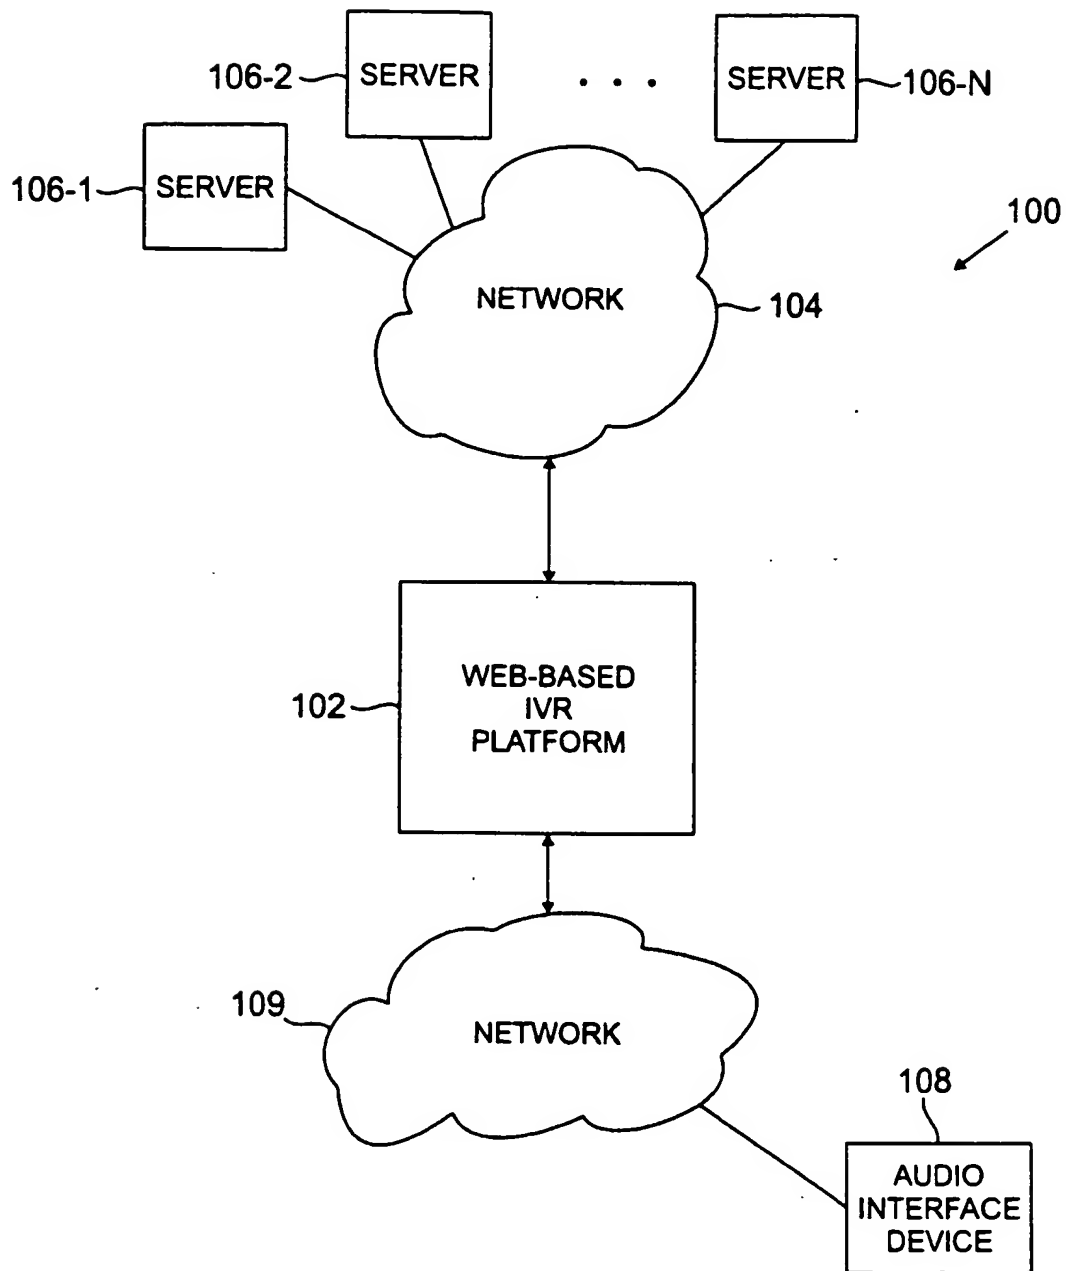 106-2
SERVER
. . .
SERVER
106-N
106-1
SERVER
100
NETWORK
104
102
WEB-BASED
IVR
PLATFORM
109
NETWORK
108
AUDIO
INTERFACE
DEVICE